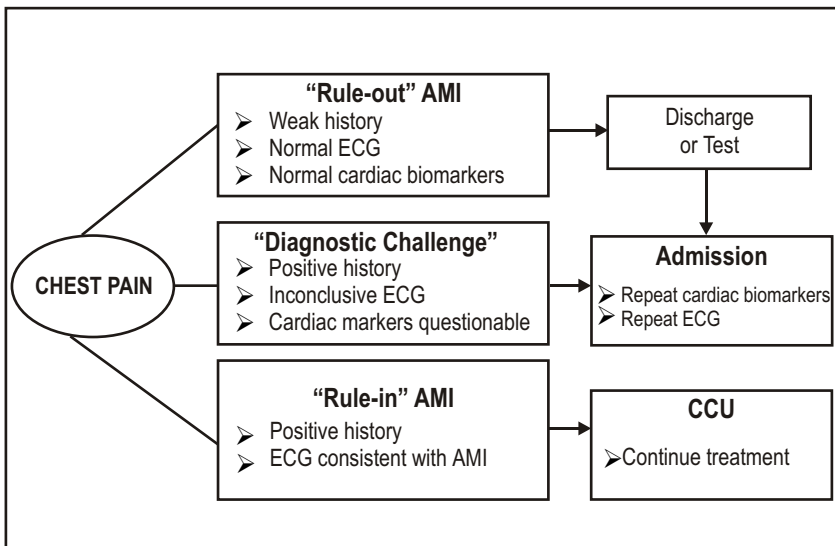 CHEST PAIN
“Rule-out” AMI
➢ Weak history
➢ Normal ECG
➢ Normal cardiac biomarkers
Discharge
or Test
“Diagnostic Challenge”
➢ Positive history
➢ Inconclusive ECG
➢ Cardiac markers questionable
Admission
➢ Repeat cardiac biomarkers
➢ Repeat ECG
“Rule-in” AMI
➢ Positive history
➢ ECG consistent with AMI
CCU
➢Continue treatment